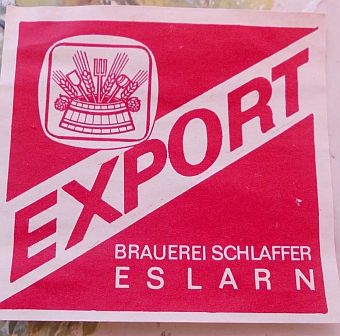 EXPORT
BRAUEREI SCHLAFFER
ESLARN